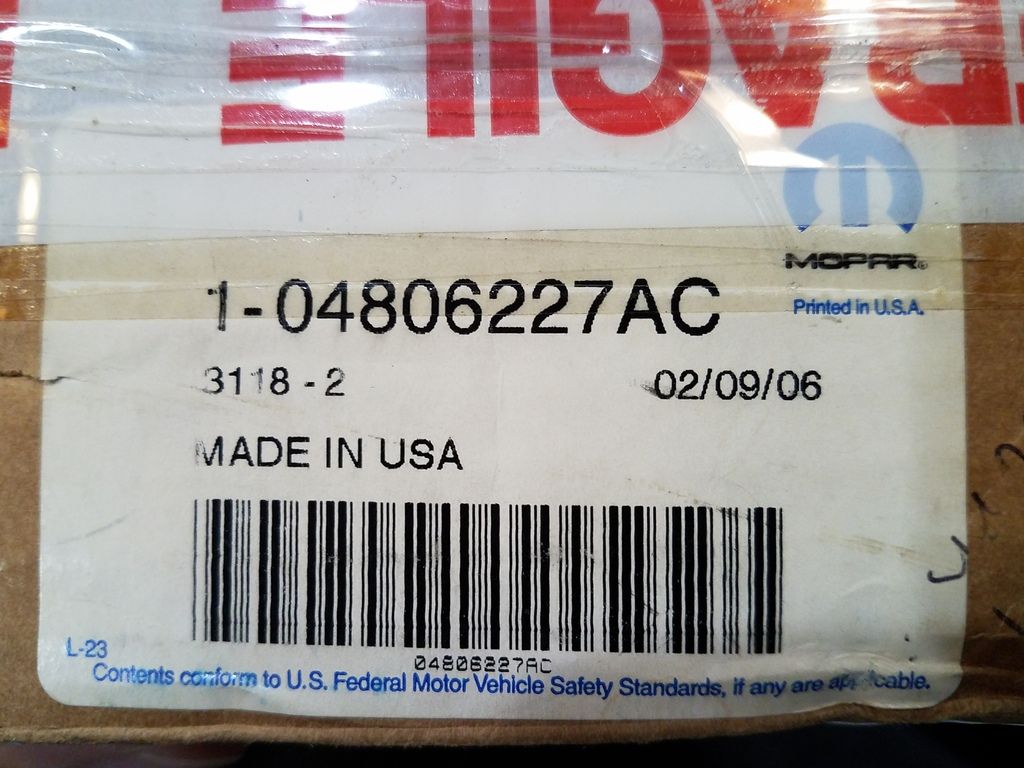 FRAGILE
MOPAR®
1-04806227AC
Printed in U.S.A.
3118 - 2
02/09/06
MADE IN USA
04806227AC
L-23
Contents conform to U.S. Federal Motor Vehicle Safety Standards, if any are applicable.